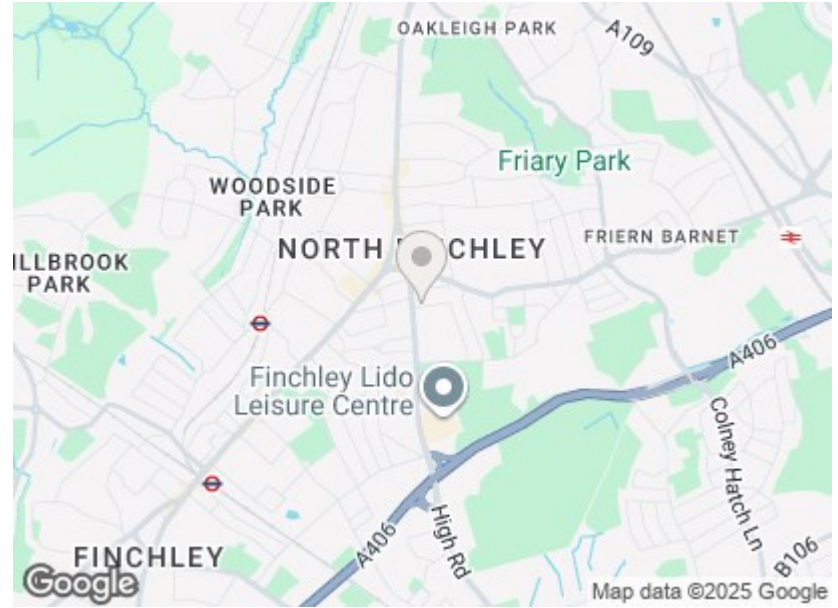 OAKLEIGH PARK
A109
Friary Park
WOODSIDE
PARK
NORTH
CHLEY
FRIERN BARNET
ILLBROOK
PARK
A406
Finchley Lido
Leisure Centre
Colney Hatch Ln
High Rd
A406
B106
FINCHLEY
Google
Map data ©2025 Google